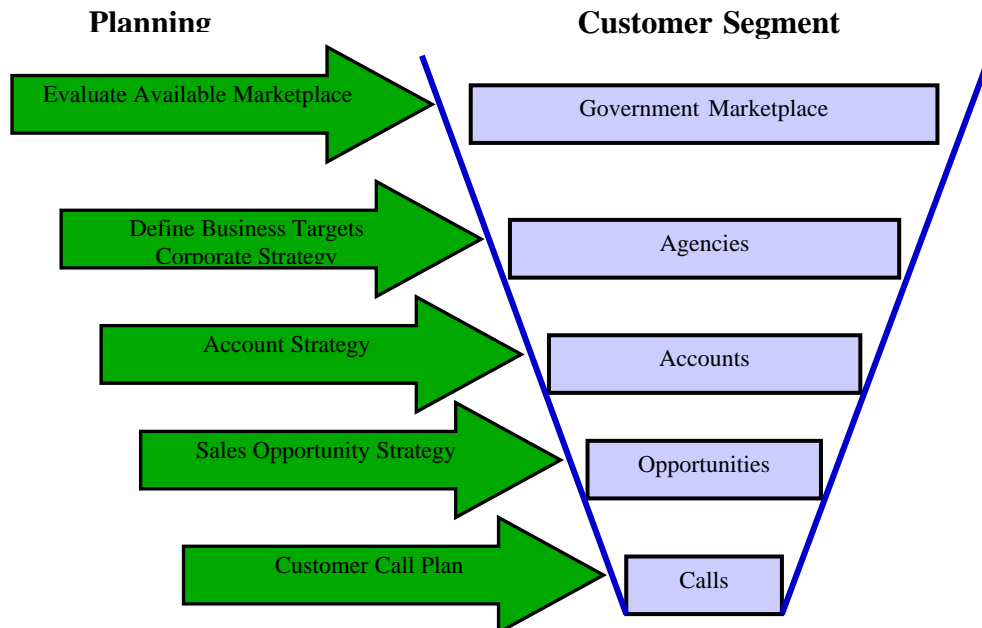 Planning
Customer Segment
Evaluate Available Marketplace
Government Marketplace
Define Business Targets
Corporate Strategy
Agencies
Account Strategy
Accounts
Sales Opportunity Strategy
Opportunities
Customer Call Plan
Calls